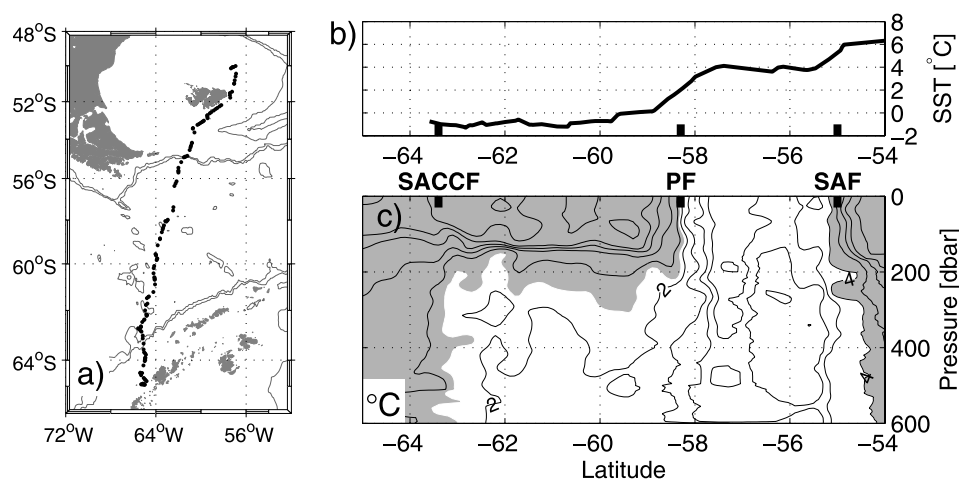 a)
48°S
52°S
56°S
60°S
64°S
72°W 64°W 56°W
b)
8
6
4
2
0
−2
SST [°C]
−64 −62 −60 −58 −56 −54
SACCF PF SAF
c)
0
200
400
600
Pressure [dbar]
2
2
4
4
°C
−64 −62 −60 −58 −56 −54
Latitude